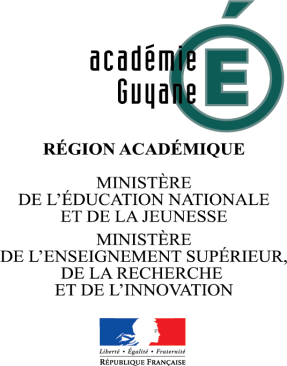 académie
Guyane
É
RÉGION ACADÉMIQUE
MINISTÈRE
DE L'ÉDUCATION NATIONALE
ET DE LA JEUNESSE
MINISTÈRE
DE L'ENSEIGNEMENT SUPÉRIEUR,
DE LA RECHERCHE
ET DE L'INNOVATION
Liberté • Égalité • Fraternité
RÉPUBLIQUE FRANÇAISE